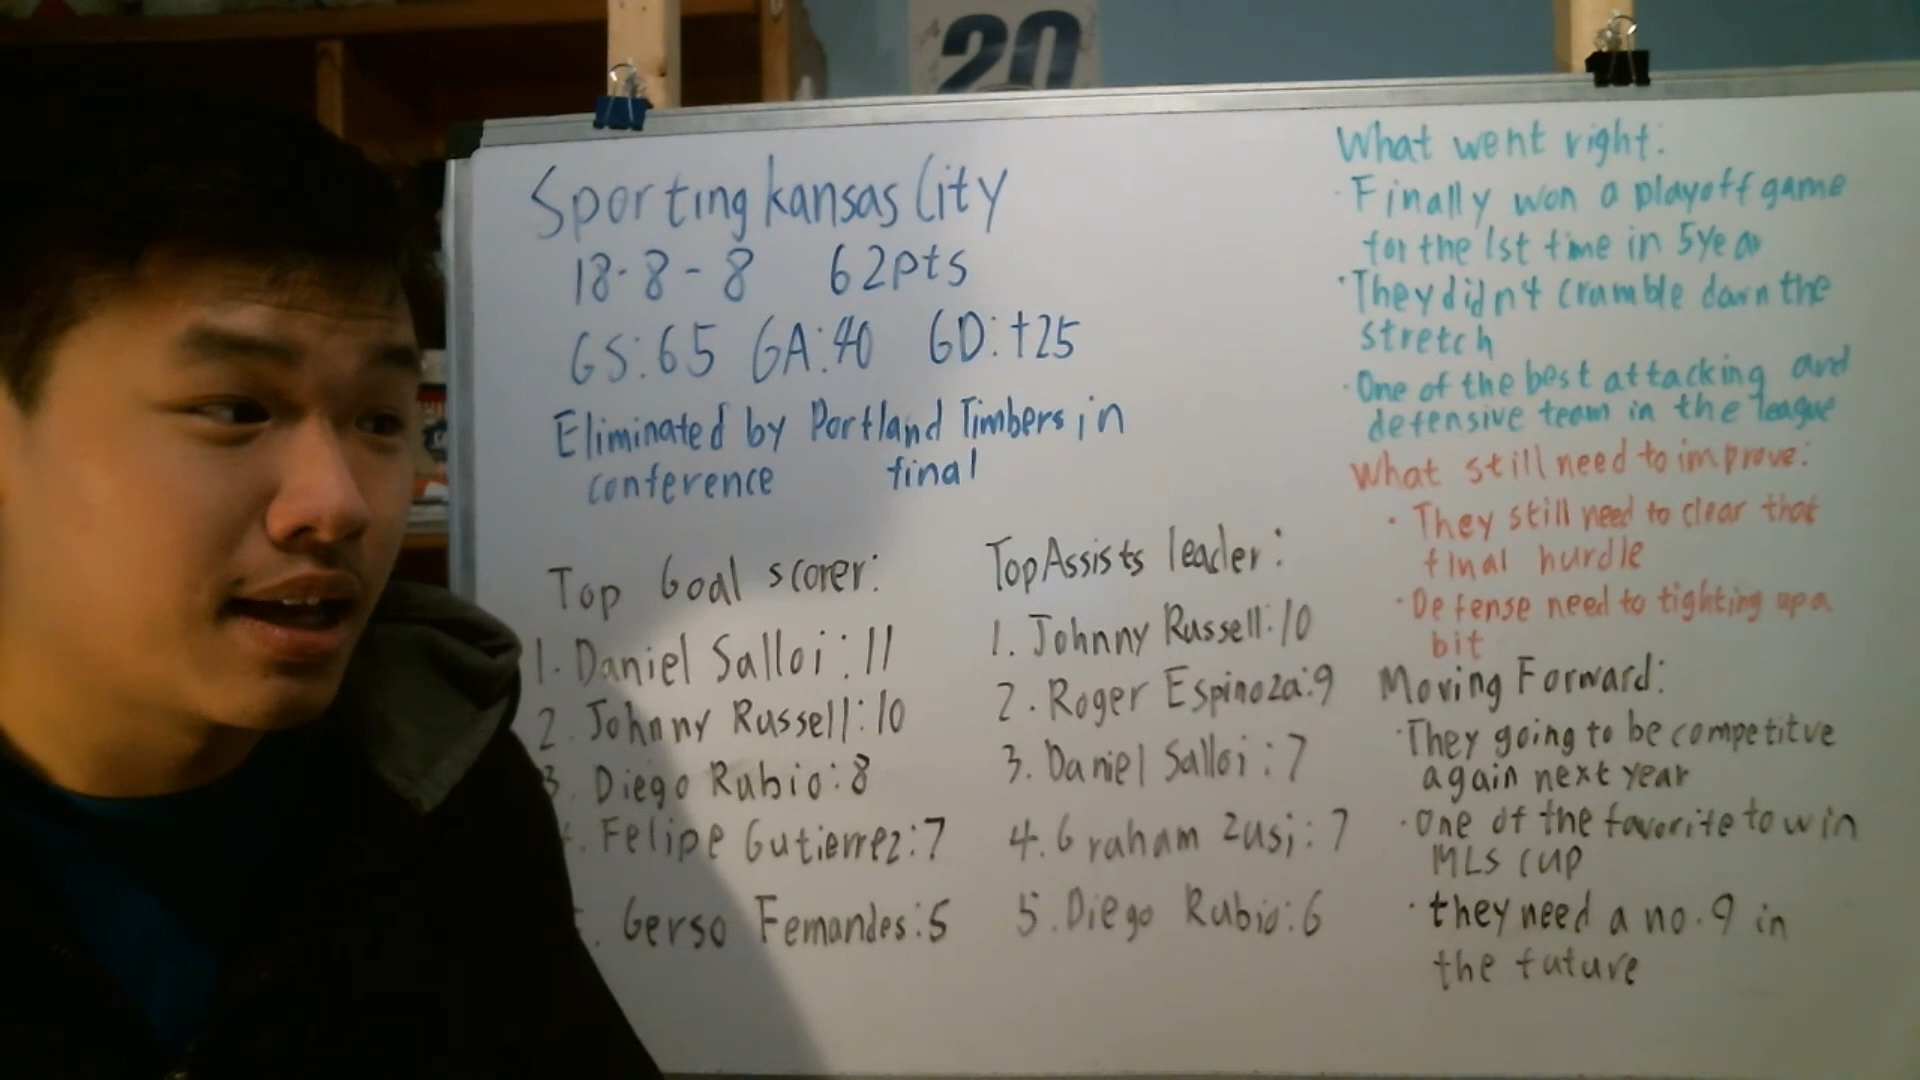 20
Sporting kansas City
18-8-8 62pts
GS:65 GA:40 GD:+25
Eliminated by Portland Timbers in
conference final
Top Goal scorer:
1. Daniel Salloi:11
2. Johnny Russell:10
3. Diego Rubio:8
. Felipe Gutierrez:7
. Gerso Fernandes:5
Top Assists leader:
1. Johnny Russell:10
2. Roger Espinoza:9
3. Daniel Salloi:7
4. Graham Zusi:7
5. Diego Rubio:6
What went right:
· Finally won a playoff game
for the 1st time in 5 year
· They didn't crumble down the
stretch
· One of the best attacking and
defensive team in the league
What still need to improve:
· They still need to clear that
final hurdle
· Defense need to tighting up a
bit
Moving Forward:
· They going to be competitve
again next year
· one of the favorite to win
MLS cup
· they need a no.9 in
the future